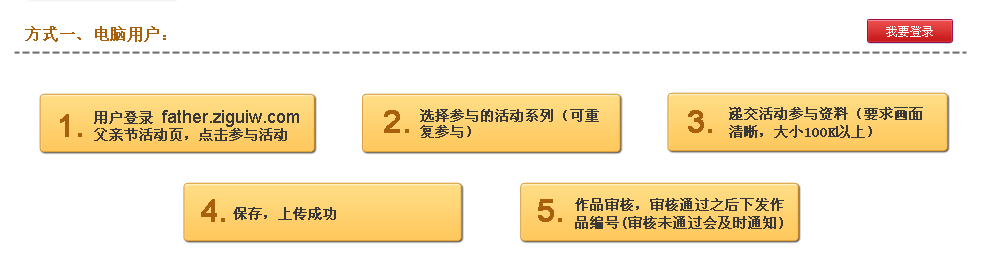 方式一、电脑用户：
我要登录
1. 用户登录 father.ziguiw.com
父亲节活动页，点击参与活动
2. 选择参与的活动系列（可重
复参与）
3. 递交活动参与资料（要求画面
清晰，大小100K以上）
4. 保存，上传成功
5. 作品审核，审核通过之后下发作
品编号(审核未通过会及时通知)